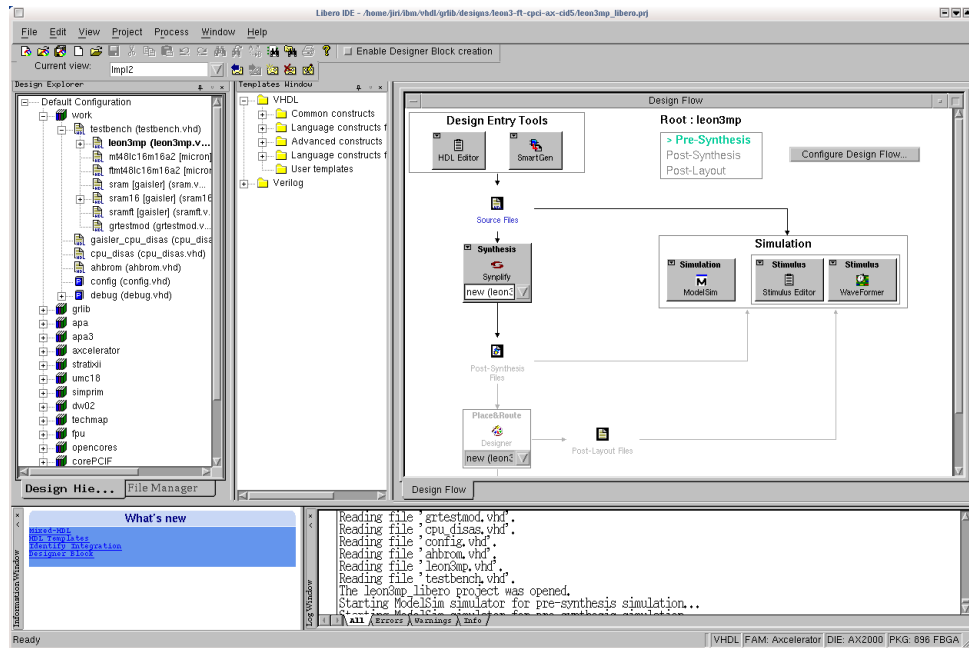 Libero IDE - /home/jiri/ibm/vhdl/grlib/designs/leon3-ft-cpci-ax-cid5/leon3mp_libero.prj
File Edit View Project Process Window Help
Enable Designer Block creation
Current view: Impl2
Design Explorer
Default Configuration
work
testbench (testbench.vhd)
leon3mp (leon3mp.v...
mt48lc16m16a2 [micron]
ftmt48lc16m16a2 [micror
sram [gaisler] (sram.v...
sram16 [gaisler] (sram16
sramft [gaisler] (sramft.v.
grtestmod (grtestmod.v...
gaisler_cpu_disas (cpu_disa
cpu_disas (cpu_disas.vhd)
ahbrom (ahbrom.vhd)
config (config.vhd)
debug (debug.vhd)
grlib
apa
apa3
axcelerator
stratixii
umc18
simprim
dw02
techmap
fpu
opencores
corePCIF
Design Hie... File Manager
Templates Window
VHDL
Common constructs
Language constructs f
Advanced constructs
Language constructs f
User templates
Verilog
Design Flow
Design Entry Tools
HDL Editor SmartGen
Root : leon3mp
> Pre-Synthesis
Post-Synthesis
Post-Layout
Configure Design Flow...
Source Files
Synthesis
Synplify
new (leon3
Simulation
Simulation Stimulus Stimulus
ModelSim Stimulus Editor WaveFormer
Post-Synthesis
Files
Place&Route
Designer
new (leon3
Post-Layout Files
Design Flow
Information Window
What's new
Mixed-HDL
HDL Templates
Identify Integration
Designer Block
Log Window
Reading file 'grtestmod.vhd'.
Reading file 'cpu_disas.vhd'.
Reading file 'config.vhd'.
Reading file 'ahbrom.vhd'.
Reading file 'leon3mp.vhd'.
Reading file 'testbench.vhd'.
The leon3mp_libero project was opened.
Starting ModelSim simulator for pre-synthesis simulation...
Starting ModelSim simulator for pre-synthesis simulation
All Errors Warnings Info
Ready
VHDL FAM: Axcelerator DIE: AX2000 PKG: 896 FBGA